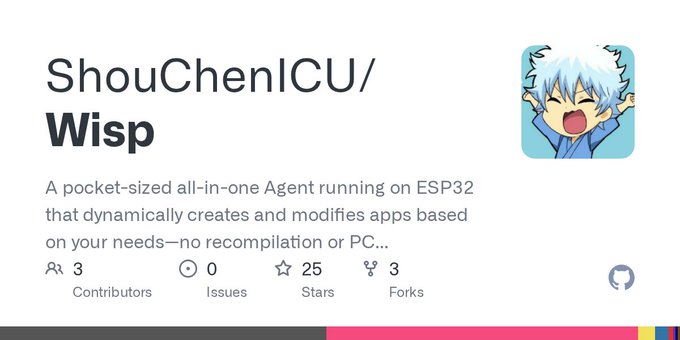 ShouChenICU/
Wisp
A pocket-sized all-in-one Agent running on ESP32
that dynamically creates and modifies apps based
on your needs—no recompilation or PC...
3 0 25 3
Contributors Issues Stars Forks